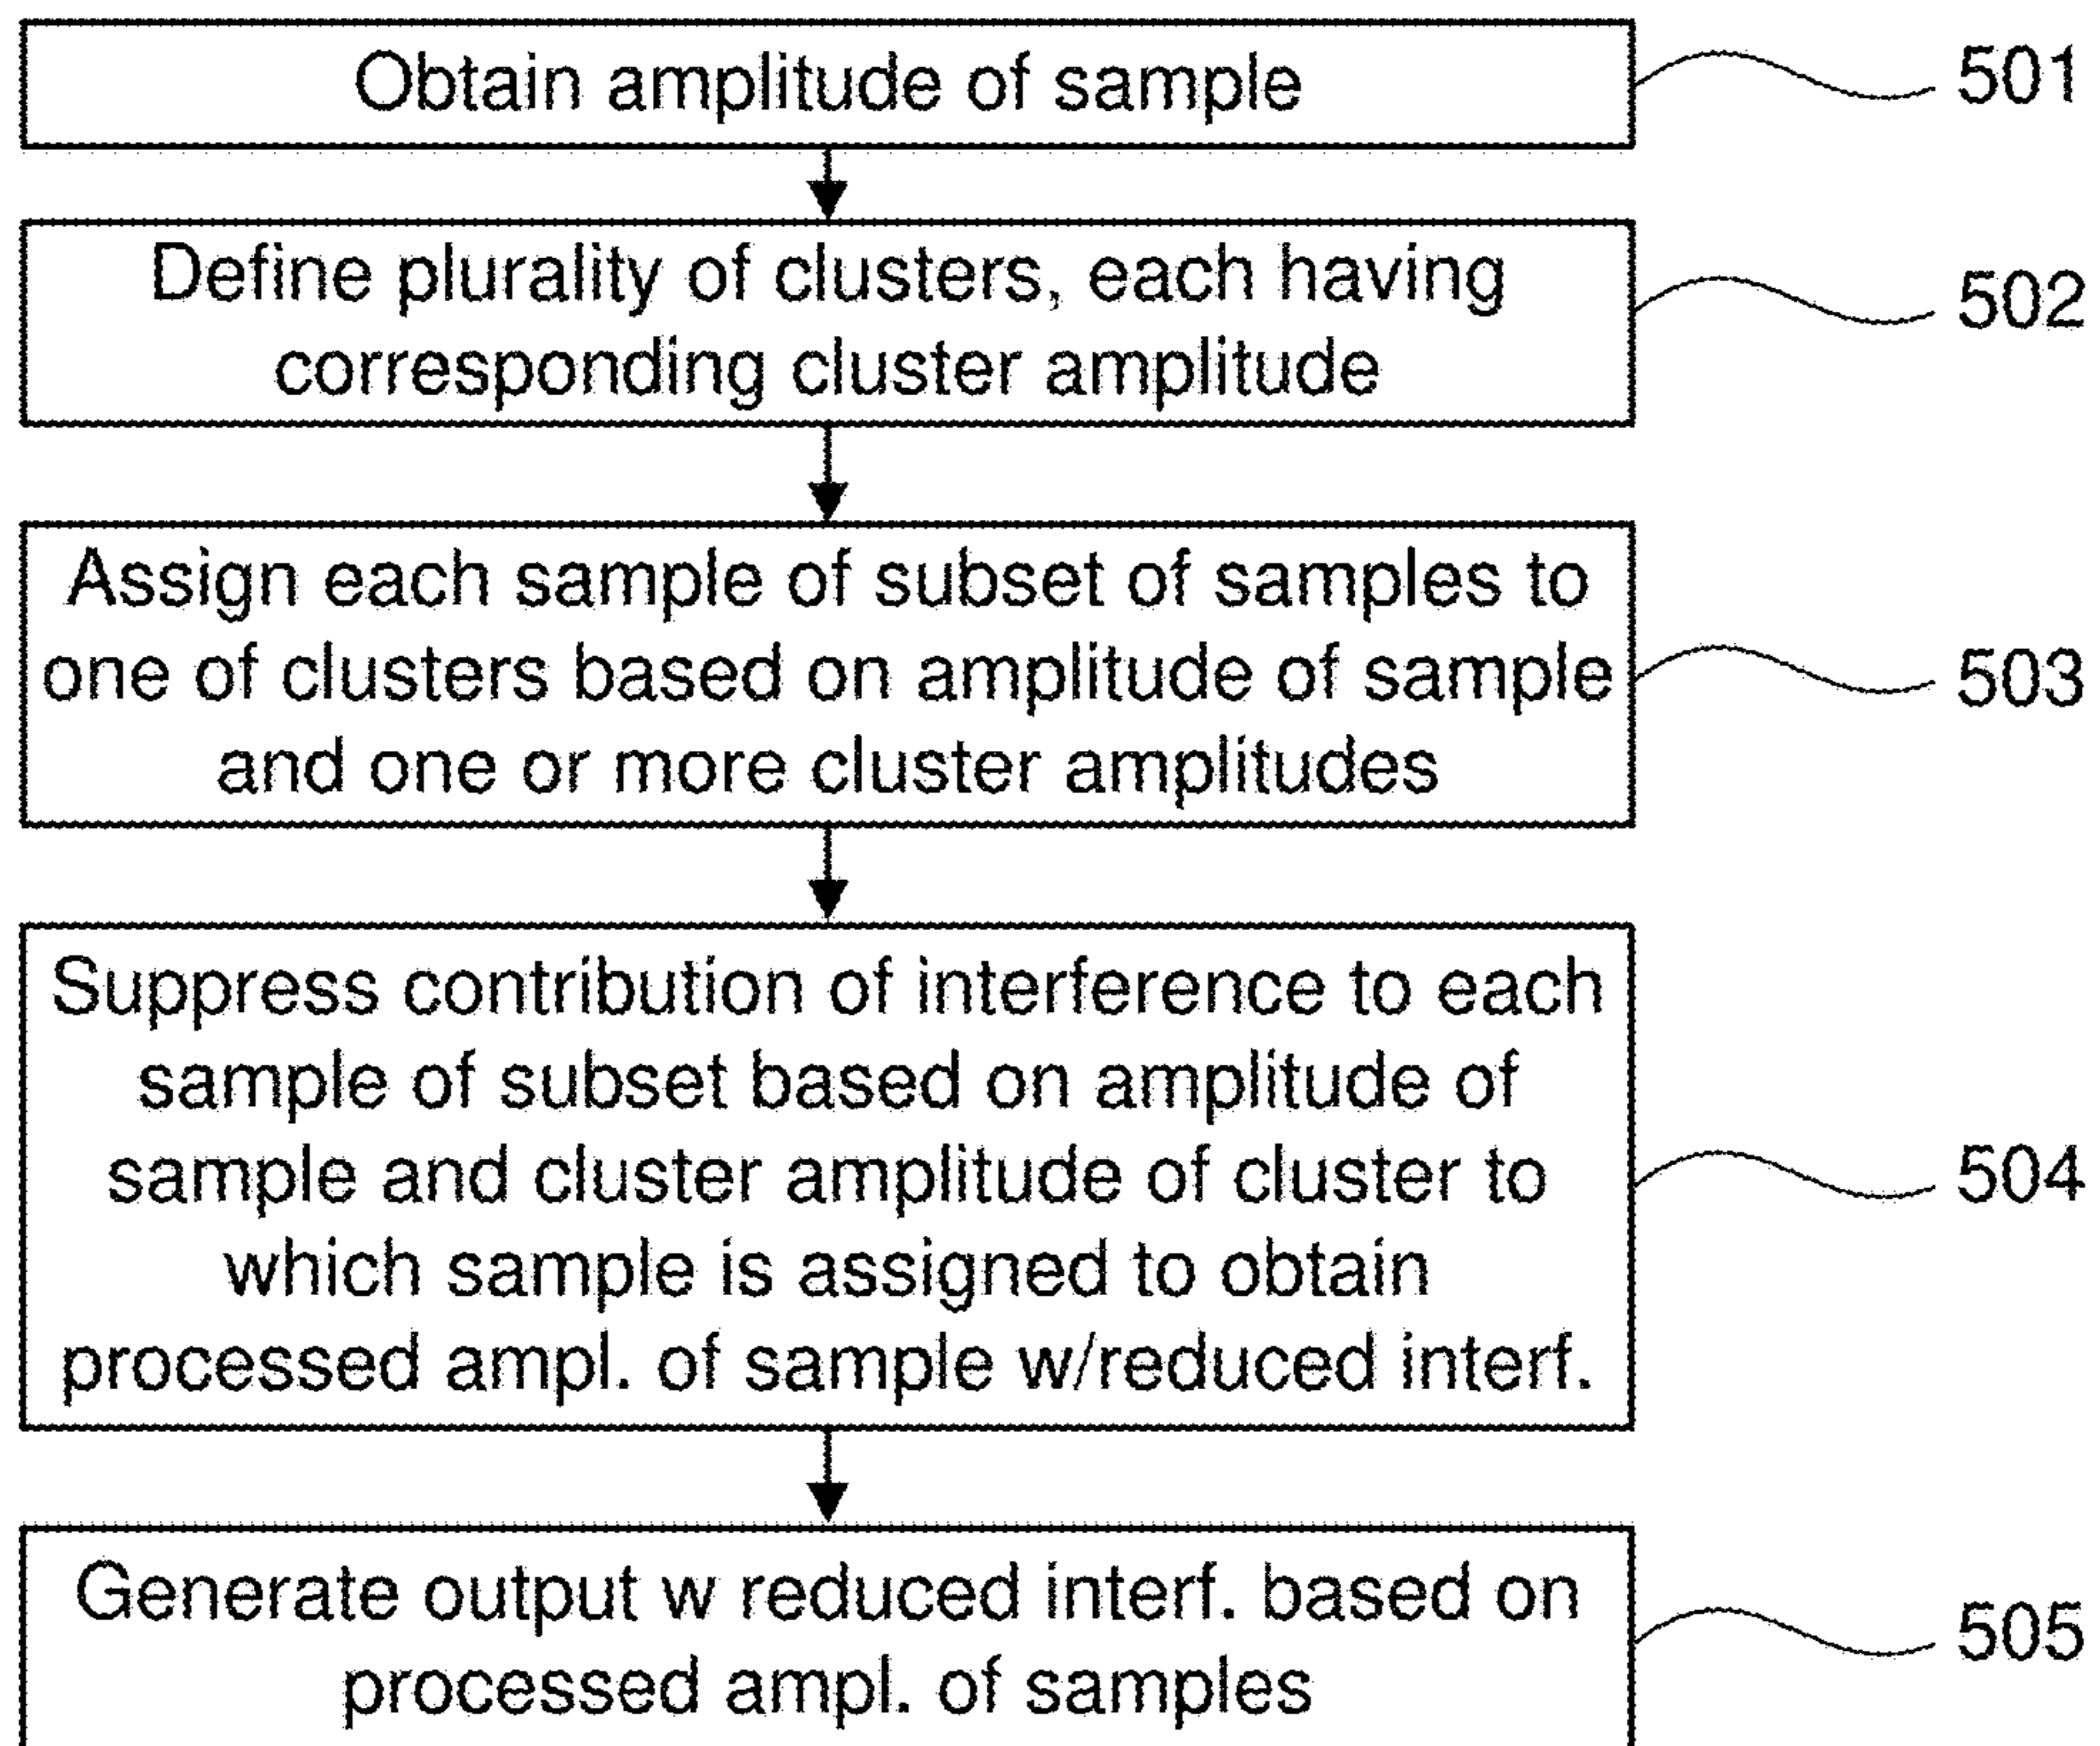 Obtain amplitude of sample
501
Define plurality of clusters, each having
corresponding cluster amplitude
502
Assign each sample of subset of samples to
one of clusters based on amplitude of sample
and one or more cluster amplitudes
503
Suppress contribution of interference to each
sample of subset based on amplitude of
sample and cluster amplitude of cluster to
which sample is assigned to obtain
processed ampl. of sample w/reduced interf.
504
Generate output w reduced interf. based on
processed ampl. of samples
505